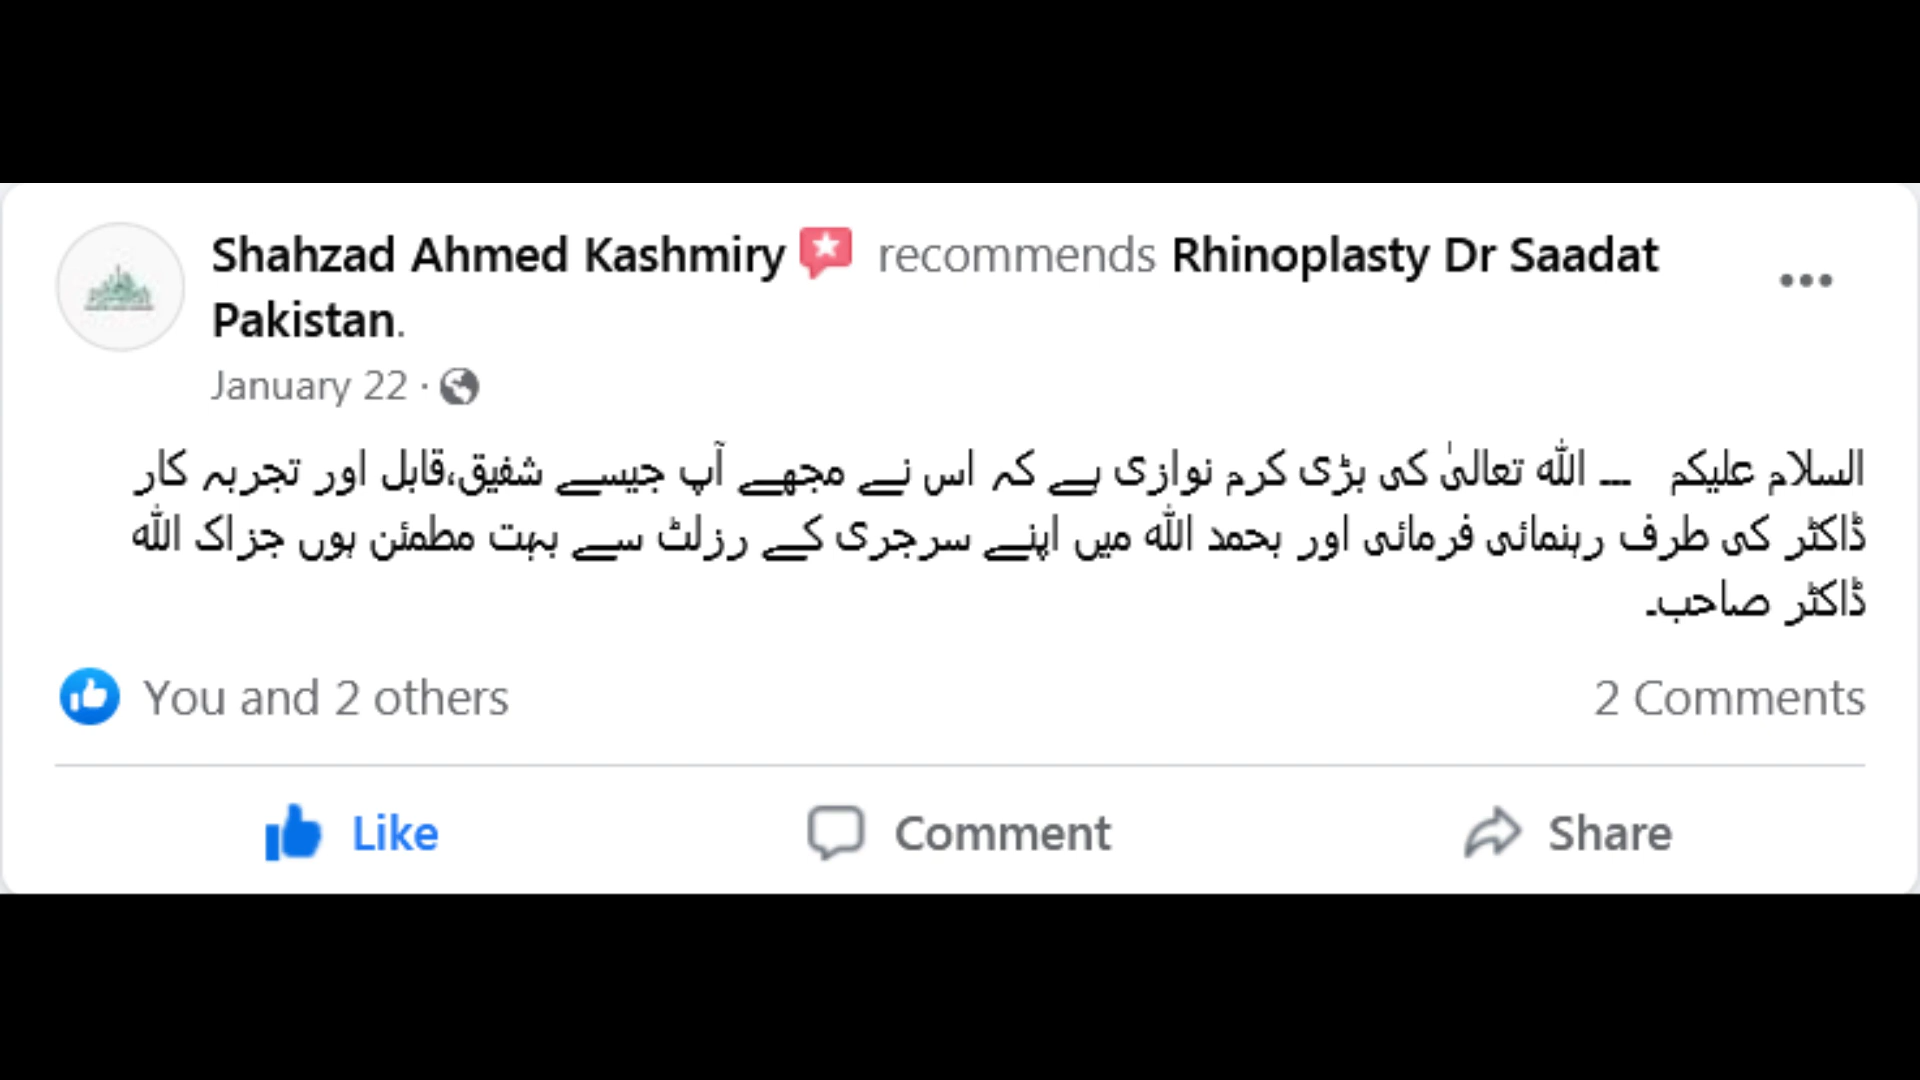 Shahzad Ahmed Kashmiry recommends Rhinoplasty Dr Saadat
Pakistan.
January 22 ·
السلام علیکم ۔۔ اللہ تعالیٰ کی بڑی کرم نوازی ہے کہ اس نے مجھے آپ جیسے شفیق،قابل اور تجربہ کار
ڈاکٹر کی طرف رہنمائی فرمائی اور بحمد اللہ میں اپنے سرجری کے رزلٹ سے بہت مطمئن ہوں جزاک اللہ
ڈاکٹر صاحب۔
You and 2 others
2 Comments
Like
Comment
Share